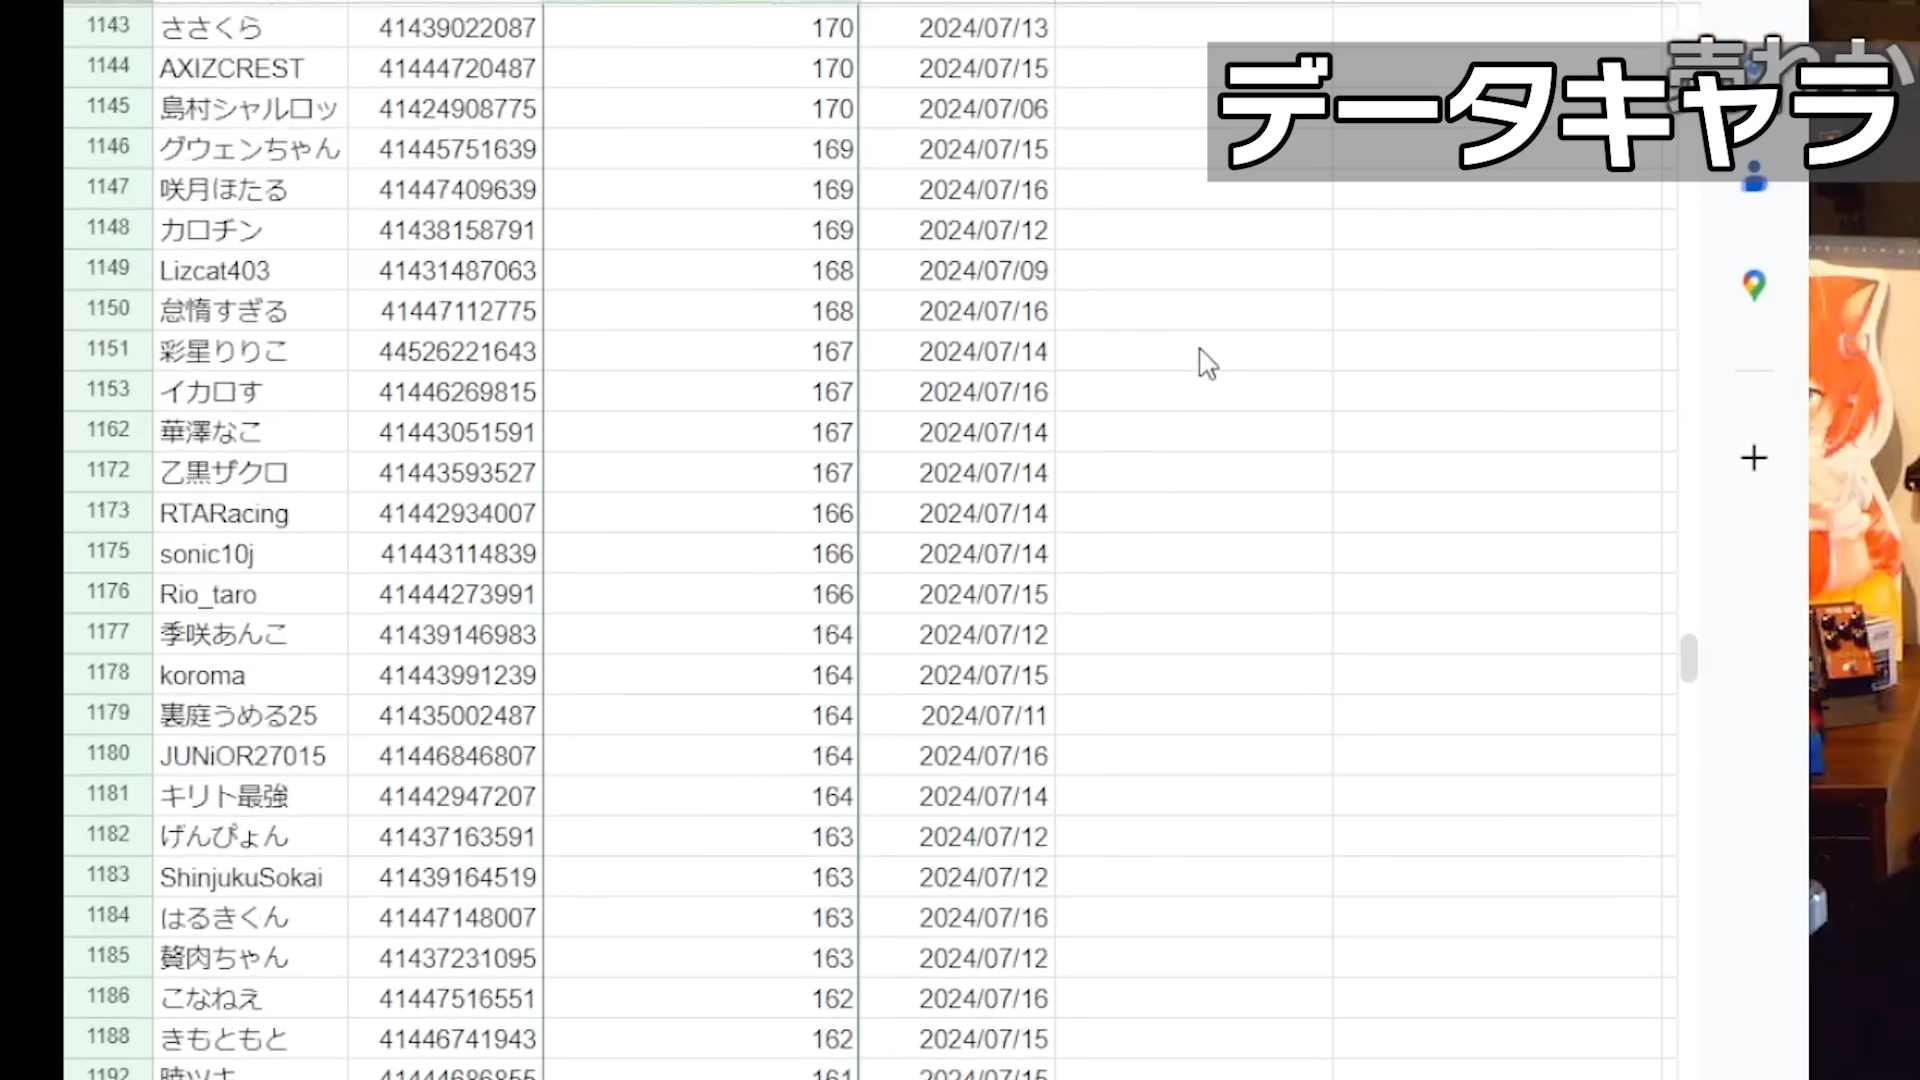 1143 ささくら 41439022087 170 2024/07/13
データキャラ
1144 AXIZCREST 41444720487 170 2024/07/15
1145 島村シャルロッ 41424908775 170 2024/07/06
1146 グウェンちゃん 41445751639 169 2024/07/15
1147 咲月ほたる 41447409639 169 2024/07/16
1148 カロチン 41438158791 169 2024/07/12
1149 Lizcat403 41431487063 168 2024/07/09
1150 怠惰すぎる 41447112775 168 2024/07/16
1151 彩星りりこ 44526221643 167 2024/07/14
1153 イカロす 41446269815 167 2024/07/16
1162 華澤なこ 41443051591 167 2024/07/14
1172 乙黒ザクロ 41443593527 167 2024/07/14
1173 RTARacing 41442934007 166 2024/07/14
1175 sonic10j 41443114839 166 2024/07/14
1176 Rio_taro 41444273991 166 2024/07/15
1177 季咲あんこ 41439146983 164 2024/07/12
1178 koroma 41443991239 164 2024/07/15
1179 裏庭うめる25 41435002487 164 2024/07/11
1180 JUNiOR27015 41446846807 164 2024/07/16
1181 キリト最強 41442947207 164 2024/07/14
1182 げんぴょん 41437163591 163 2024/07/12
1183 ShinjukuSokai 41439164519 163 2024/07/12
1184 はるきくん 41447148007 163 2024/07/16
1185 贅肉ちゃん 41437231095 163 2024/07/12
1186 こなねえ 41447516551 162 2024/07/16
1188 きもともと 41446741943 162 2024/07/15
1192 41444686855 161 2024/07/15